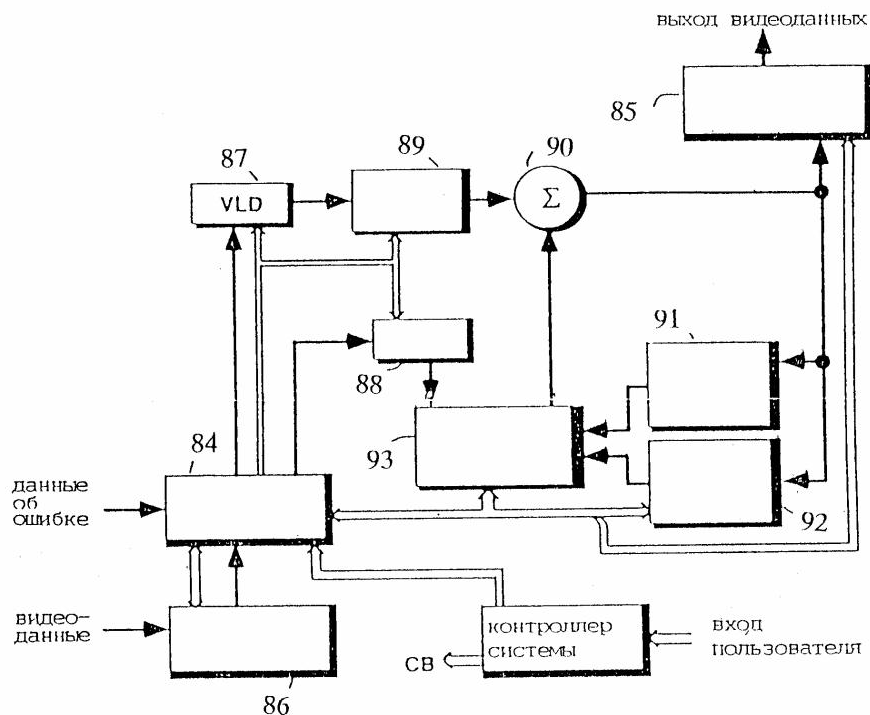 выход видеоданных
85
87
89
90
VLD
Σ
91
88
84
93
данные
об
ошибке
92
видео-
данные
контроллер
системы
вход
пользователя
СВ
86